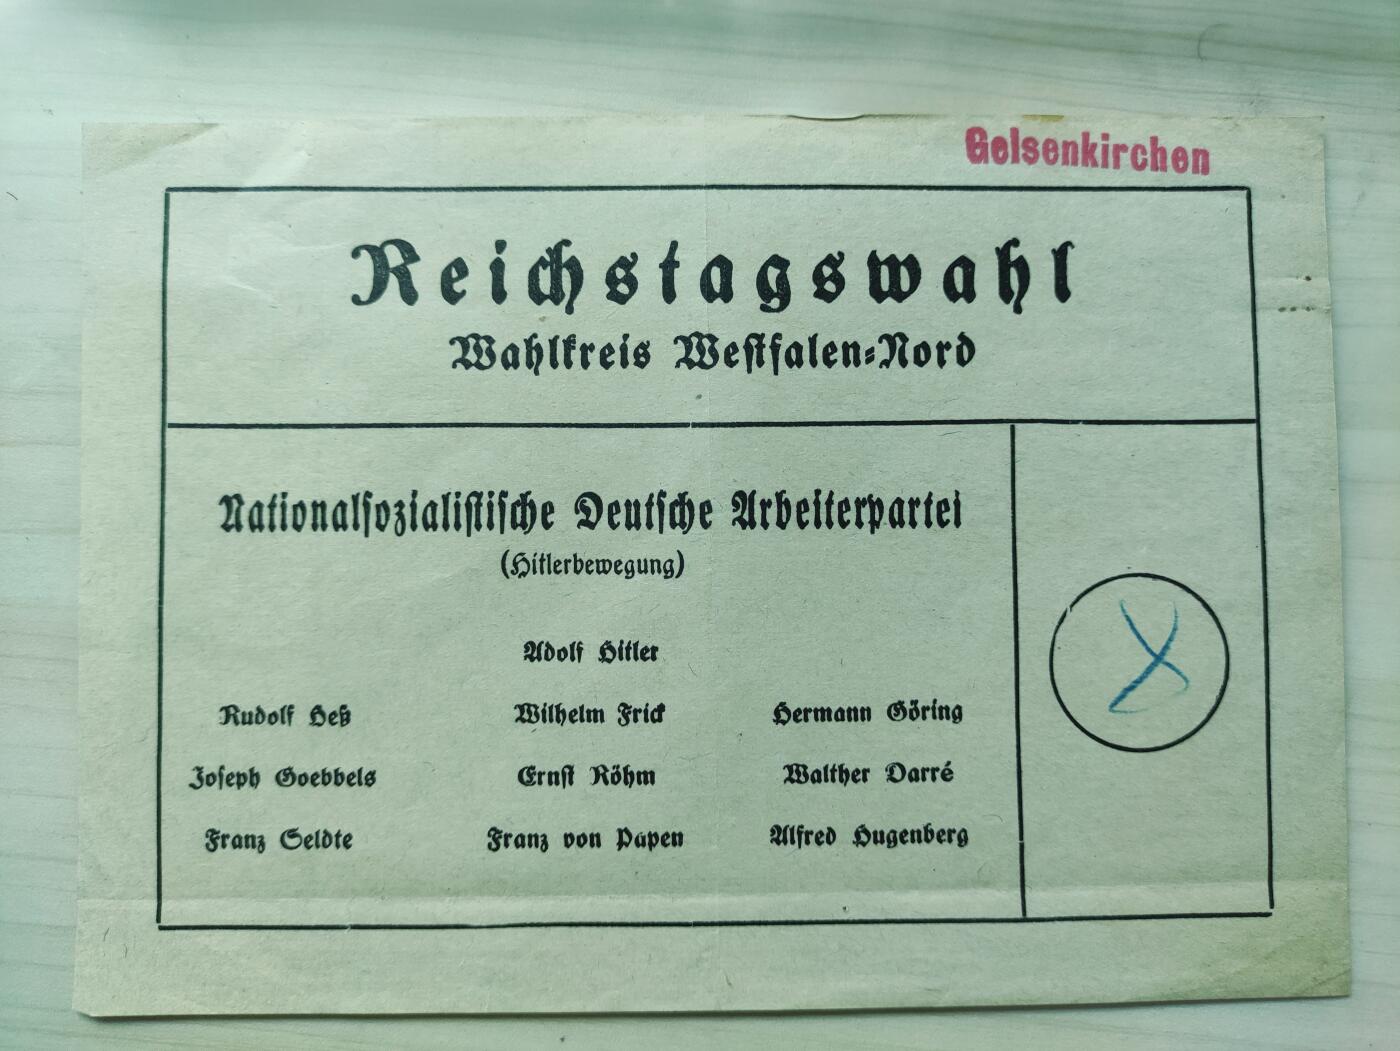 Gelsenkirchen
Reichstagswahl
Wahlkreis Westfalen-Nord
Nationalsozialistische Deutsche Arbeiterpartei
(Hitlerbewegung)
Adolf Hitler
Rudolf Heß Wilhelm Frick Hermann Göring
Joseph Goebbels Ernst Röhm Walther Darré
Franz Seldte Franz von Papen Alfred Hugenberg
X